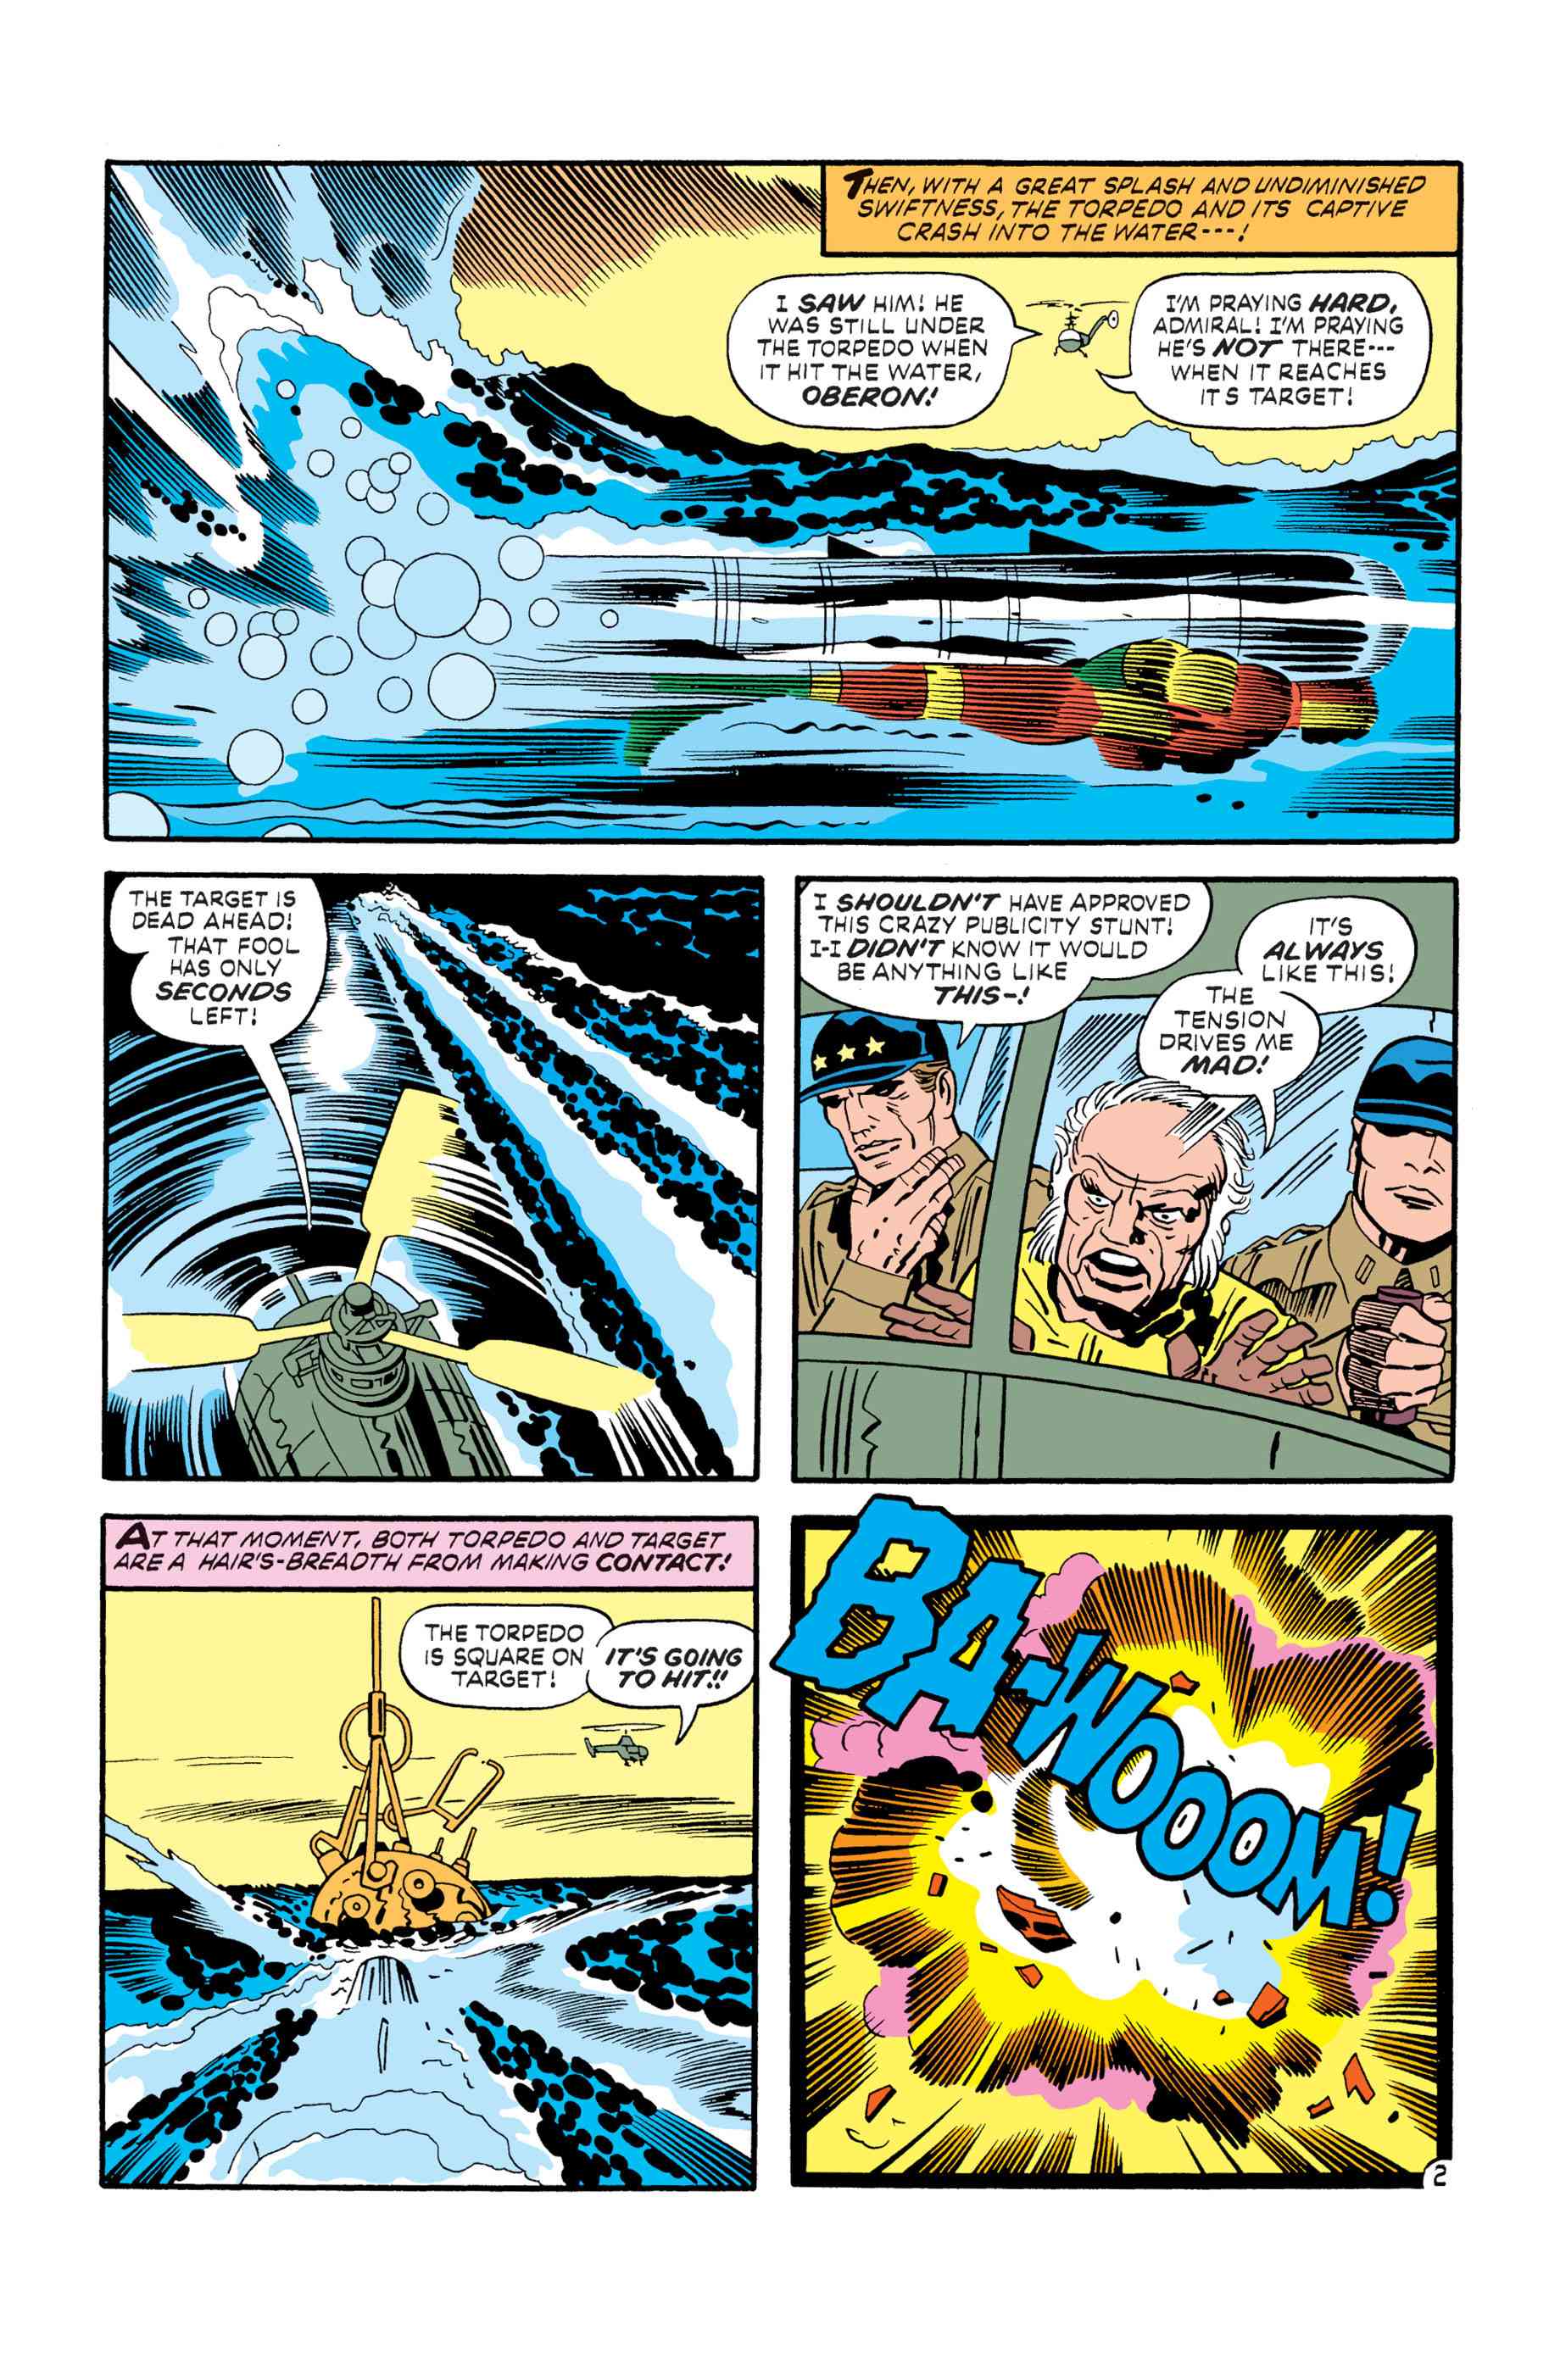 THEN, WITH A GREAT SPLASH AND UNDIMINISHED
SWIFTNESS, THE TORPEDO AND ITS CAPTIVE
CRASH INTO THE WATER---!
I SAW HIM! HE
WAS STILL UNDER
THE TORPEDO WHEN
IT HIT THE WATER,
OBERON!
I'M PRAYING HARD,
ADMIRAL! I'M PRAYING
HE'S NOT THERE---
WHEN IT REACHES
ITS TARGET!
THE TARGET IS
DEAD AHEAD!
THAT FOOL
HAS ONLY
SECONDS
LEFT!
I SHOULDN'T HAVE APPROVED
THIS CRAZY PUBLICITY STUNT!
I-I DIDN'T KNOW IT WOULD
BE ANYTHING LIKE
THIS-!
IT'S
ALWAYS
LIKE THIS!
THE
TENSION
DRIVES ME
MAD!
AT THAT MOMENT, BOTH TORPEDO AND TARGET
ARE A HAIR'S-BREADTH FROM MAKING CONTACT!
THE TORPEDO
IS SQUARE ON
TARGET!
IT'S GOING
TO HIT!!
BA-WOOOM!
2